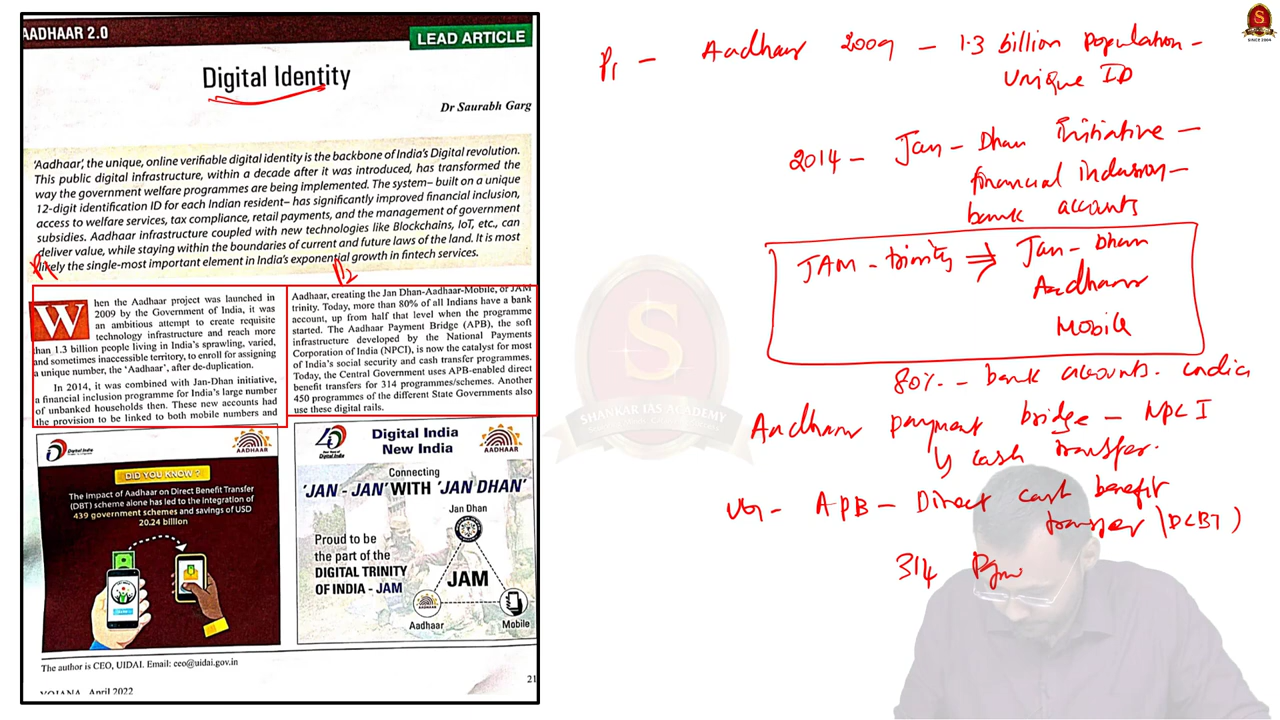 AADHAAR 2.0
LEAD ARTICLE
Digital Identity
Dr Saurabh Garg
'Aadhaar', the unique, online verifiable digital identity is the backbone of India's Digital revolution.
This public digital infrastructure, within a decade after it was introduced, has transformed the
way the government welfare programmes are being implemented. The system– built on a unique
12-digit identification ID for each Indian resident– has significantly improved financial inclusion,
access to welfare services, tax compliance, retail payments, and the management of government
subsidies. Aadhaar infrastructure coupled with new technologies like Blockchains, IoT, etc., can
deliver value, while staying within the boundaries of current and future laws of the land. It is most
likely the single-most important element in India's exponential growth in fintech services.
P1
P2
When the Aadhaar project was launched in
2009 by the Government of India, it was
an ambitious attempt to create requisite
technology infrastructure and reach more
than 1.3 billion people living in India's sprawling, varied,
and sometimes inaccessible territory, to enroll for assigning
a unique number, the 'Aadhaar', after de-duplication.
In 2014, it was combined with Jan-Dhan initiative,
a financial inclusion programme for India's large number
of unbanked households then. These new accounts had
the provision to be linked to both mobile numbers and
Aadhaar, creating the Jan Dhan-Aadhaar-Mobile, or JAM
trinity. Today, more than 80% of all Indians have a bank
account, up from half that level when the programme
started. The Aadhaar Payment Bridge (APB), the soft
infrastructure developed by the National Payments
Corporation of India (NPCI), is now the catalyst for most
of India's social security and cash transfer programmes.
Today, the Central Government uses APB-enabled direct
benefit transfers for 314 programmes/schemes. Another
450 programmes of the different State Governments also
use these digital rails.
Digital India
AADHAAR
DID YOU KNOW ?
The Impact of Aadhaar on Direct Benefit Transfer
(DBT) scheme alone has led to the integration of
439 government schemes and savings of USD
20.24 billion
Digital India
Digital India
New India
AADHAAR
Connecting
'JAN - JAN' WITH 'JAN DHAN'
Jan Dhan
Proud to be
the part of the
DIGITAL TRINITY
OF INDIA - JAM
JAM
Aadhaar
Mobile
The author is CEO, UIDAI. Email: ceo@uidai.gov.in
YOJANA April 2022
21
P1 - Aadhaar 2009 - 1.3 billion population -
Unique ID
2014 - Jan - Dhan initiative -
financial inclusion -
bank accounts
JAM - trinity ⇒ Jan - Dhan
Aadhaar
Mobile
80% - bank accounts. India
Aadhaar payment bridge - NPCI
cash transfer.
APB - Direct cash benefit
transfer (DCBT)
314
S
SINCE 2004
S
SHANKAR IAS ACADEMY